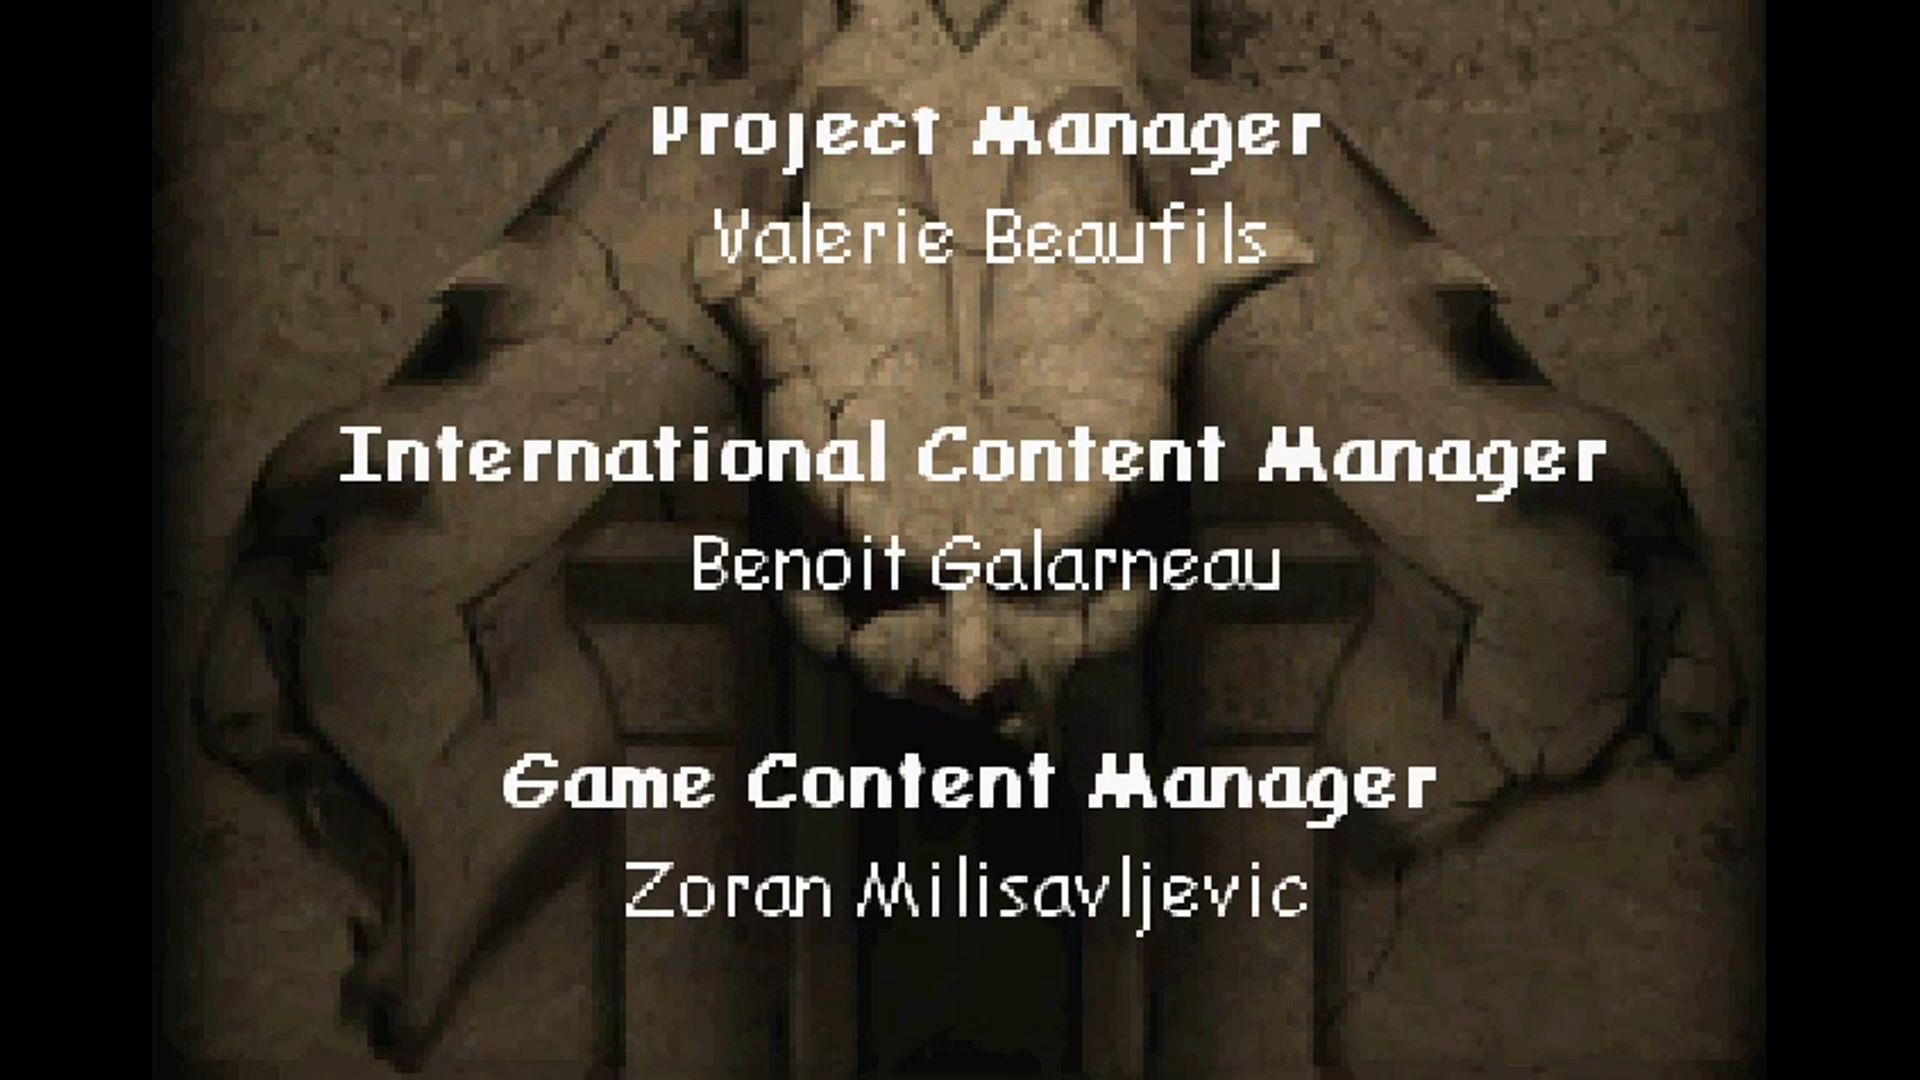 Project Manager
Valerie Beaufils
International Content Manager
Benoit Galarneau
Game Content Manager
Zoran Milisavljevic